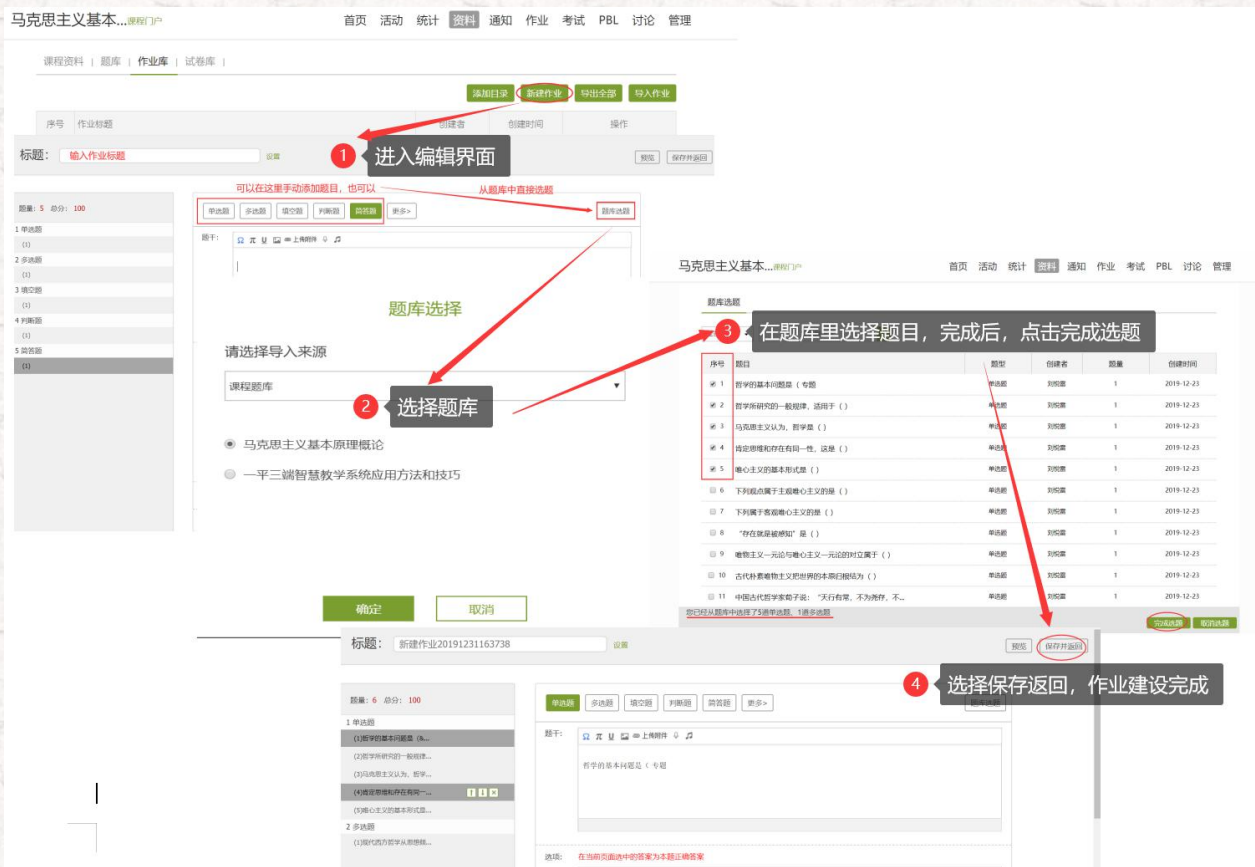 马克思主义基本...课程门户
首页 活动 统计 资料 通知 作业 考试 PBL 讨论 管理
课程资料 | 题库 | 作业库 | 试卷库 |
添加目录 新建作业 导出全部 导入作业
序号 作业标题 创建者 创建时间 操作
标题： 输入作业标题 设置
1 进入编辑界面
预览 保存并返回
可以在这里手动添加题目，也可以 从题库中直接选题
题量：5 总分：100
单选题 多选题 填空题 判断题 简答题 更多> 题库选题
1 单选题
(1)
2 多选题
(1)
3 填空题
(1)
4 判断题
(1)
5 简答题
(1)
题干： Ω π U 上传附件
题库选择
请选择导入来源
课程题库
2 选择题库
马克思主义基本原理概论
一平三端智慧教学系统应用方法和技巧
确定 取消
马克思主义基本...课程门户
首页 活动 统计 资料 通知 作业 考试 PBL 讨论 管理
题库选题
3 在题库里选择题目，完成后，点击完成选题
序号 题目 题型 创建者 题量 创建时间
1 哲学的基本问题是（ 专题 单选题 1 2019-12-23
2 哲学所研究的一般规律，适用于（ ） 单选题 1 2019-12-23
3 马克思主义认为，哲学是（ ） 单选题 1 2019-12-23
4 肯定思维和存在有同一性，这是（ ） 单选题 1 2019-12-23
5 唯心主义的基本形式是（ ） 单选题 1 2019-12-23
6 下列观点属于主观唯心主义的是（ ） 单选题 1 2019-12-23
7 下列属于客观唯心主义的是（ ） 单选题 1 2019-12-23
8 “存在就是被感知”是（ ） 单选题 1 2019-12-23
9 唯物主义一元论与唯心主义一元论的对立属于（ ） 单选题 1 2019-12-23
10 古代朴素唯物主义把世界的本原归结为（ ） 单选题 1 2019-12-23
11 中国古代哲学家荀子说：“天行有常，不为尧存，不... 单选题 1 2019-12-23
您已经从题库中选择了5道单选题、1道多选题
完成选题 取消选题
标题： 新建作业20191231163738 设置
预览 保存并返回
4 选择保存返回，作业建设完成
题量：6 总分：100
单选题 多选题 填空题 判断题 简答题 更多> 题库选题
1 单选题
(1)哲学的基本问题是（&...
(2)哲学所研究的一般规律...
(3)马克思主义认为，哲学...
(4)肯定思维和存在有同一...
(5)唯心主义的基本形式是...
2 多选题
(1)现代西方哲学从思想根...
题干： Ω π U 上传附件
哲学的基本问题是（ 专题
选项： 在当前页面选中的答案为本题正确答案